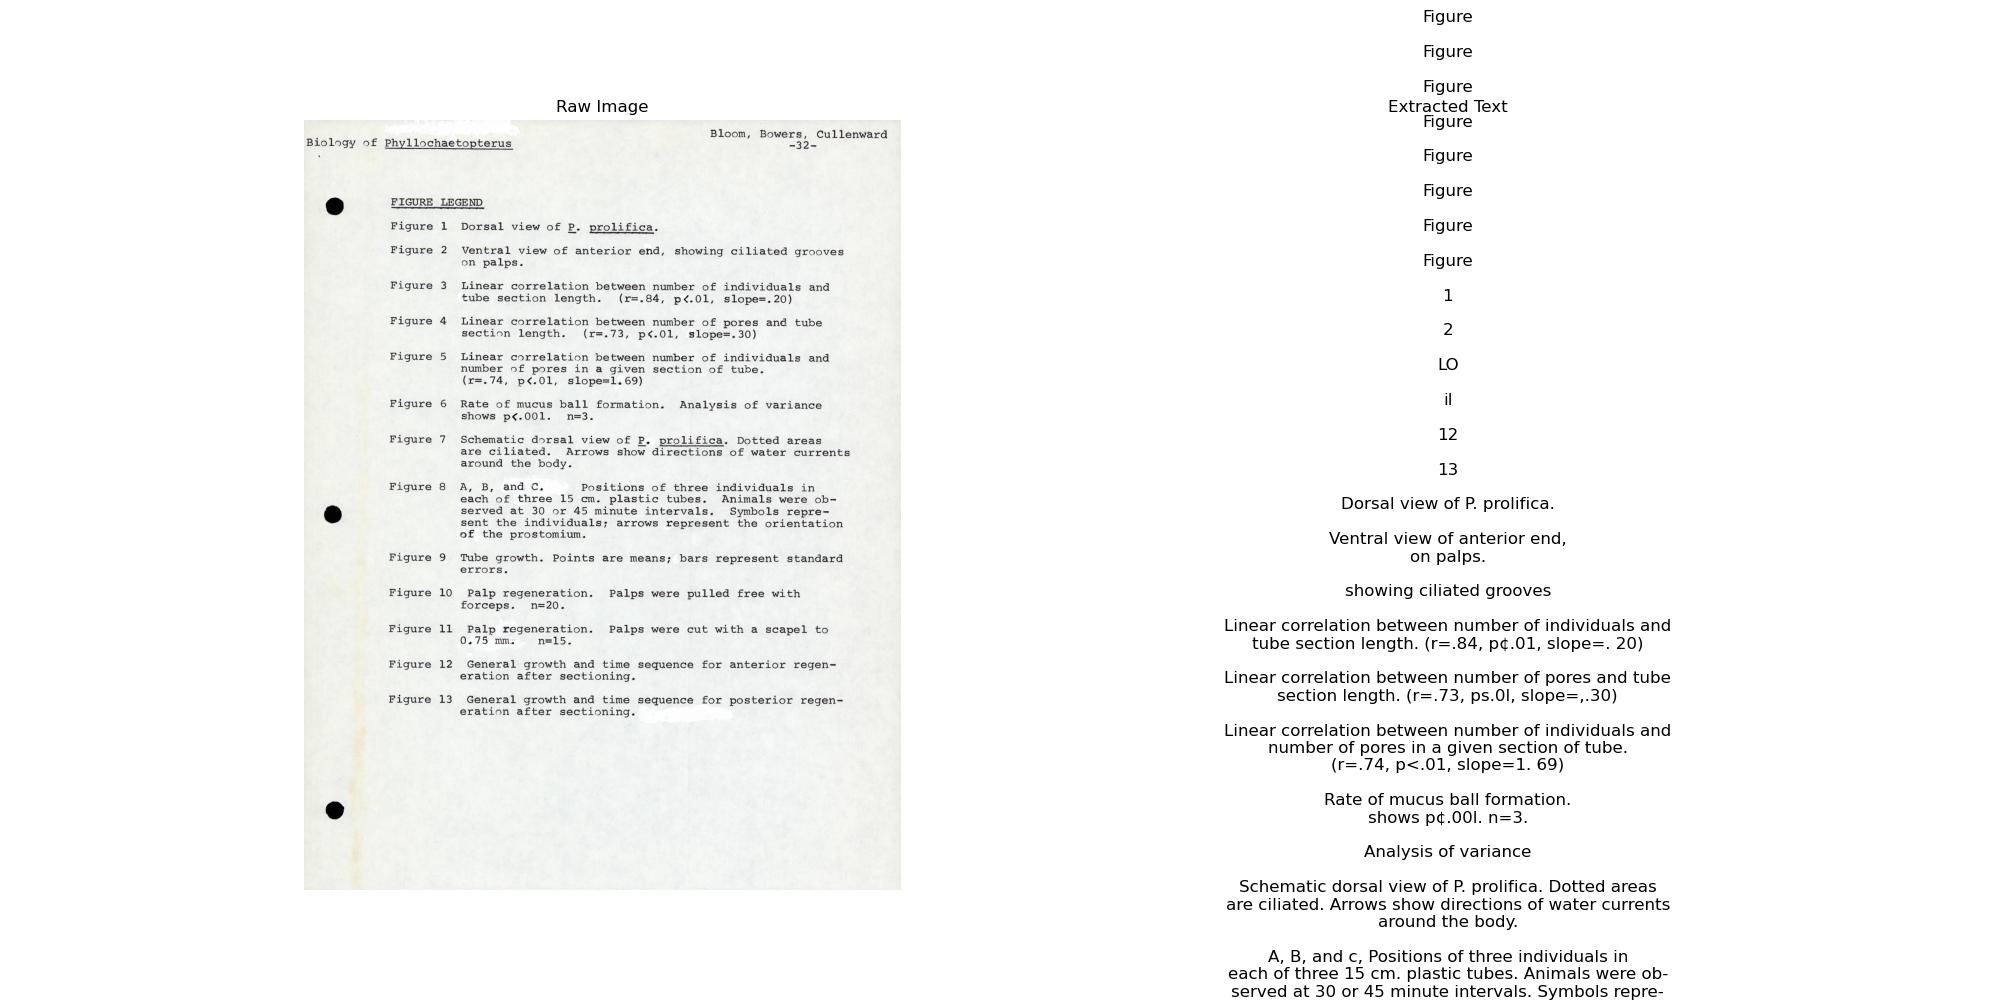 Raw Image
Biology of Phyllochaetopterus
Bloom, Bowers, Cullenward
-32-
FIGURE LEGEND
Figure 1 Dorsal view of P. prolifica.
Figure 2 Ventral view of anterior end, showing ciliated grooves
on palps.
Figure 3 Linear correlation between number of individuals and
tube section length. (r=.84, p<.01, slope=.20)
Figure 4 Linear correlation between number of pores and tube
section length. (r=.73, p<.01, slope=.30)
Figure 5 Linear correlation between number of individuals and
number of pores in a given section of tube.
(r=.74, p<.01, slope=1.69)
Figure 6 Rate of mucus ball formation. Analysis of variance
shows p<.001. n=3.
Figure 7 Schematic dorsal view of P. prolifica. Dotted areas
are ciliated. Arrows show directions of water currents
around the body.
Figure 8 A, B, and C. Positions of three individuals in
each of three 15 cm. plastic tubes. Animals were ob-
served at 30 or 45 minute intervals. Symbols repre-
sent the individuals; arrows represent the orientation
of the prostomium.
Figure 9 Tube growth. Points are means; bars represent standard
errors.
Figure 10 Palp regeneration. Palps were pulled free with
forceps. n=20.
Figure 11 Palp regeneration. Palps were cut with a scapel to
0.75 mm. n=15.
Figure 12 General growth and time sequence for anterior regen-
eration after sectioning.
Figure 13 General growth and time sequence for posterior regen-
eration after sectioning.
Figure
Figure
Figure
Extracted Text
Figure
Figure
Figure
Figure
Figure
1
2
LO
il
12
13
Dorsal view of P. prolifica.
Ventral view of anterior end,
on palps.
showing ciliated grooves
Linear correlation between number of individuals and
tube section length. (r=.84, p¢.01, slope=. 20)
Linear correlation between number of pores and tube
section length. (r=.73, ps.0l, slope=,.30)
Linear correlation between number of individuals and
number of pores in a given section of tube.
(r=.74, p<.01, slope=1. 69)
Rate of mucus ball formation.
shows p¢.00l. n=3.
Analysis of variance
Schematic dorsal view of P. prolifica. Dotted areas
are ciliated. Arrows show directions of water currents
around the body.
A, B, and c, Positions of three individuals in
each of three 15 cm. plastic tubes. Animals were ob-
served at 30 or 45 minute intervals. Symbols repre-